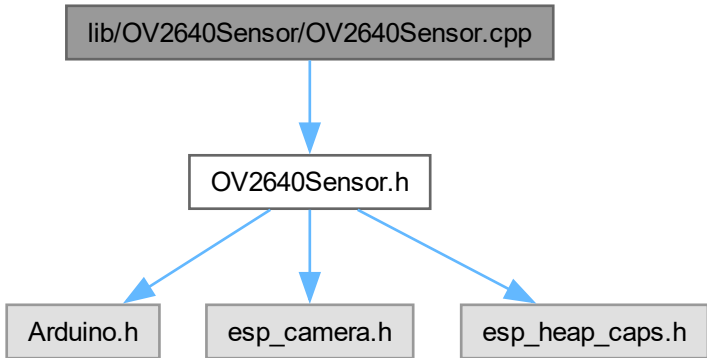 lib/OV2640Sensor/OV2640Sensor.cpp
OV2640Sensor.h
Arduino.h
esp_camera.h
esp_heap_caps.h